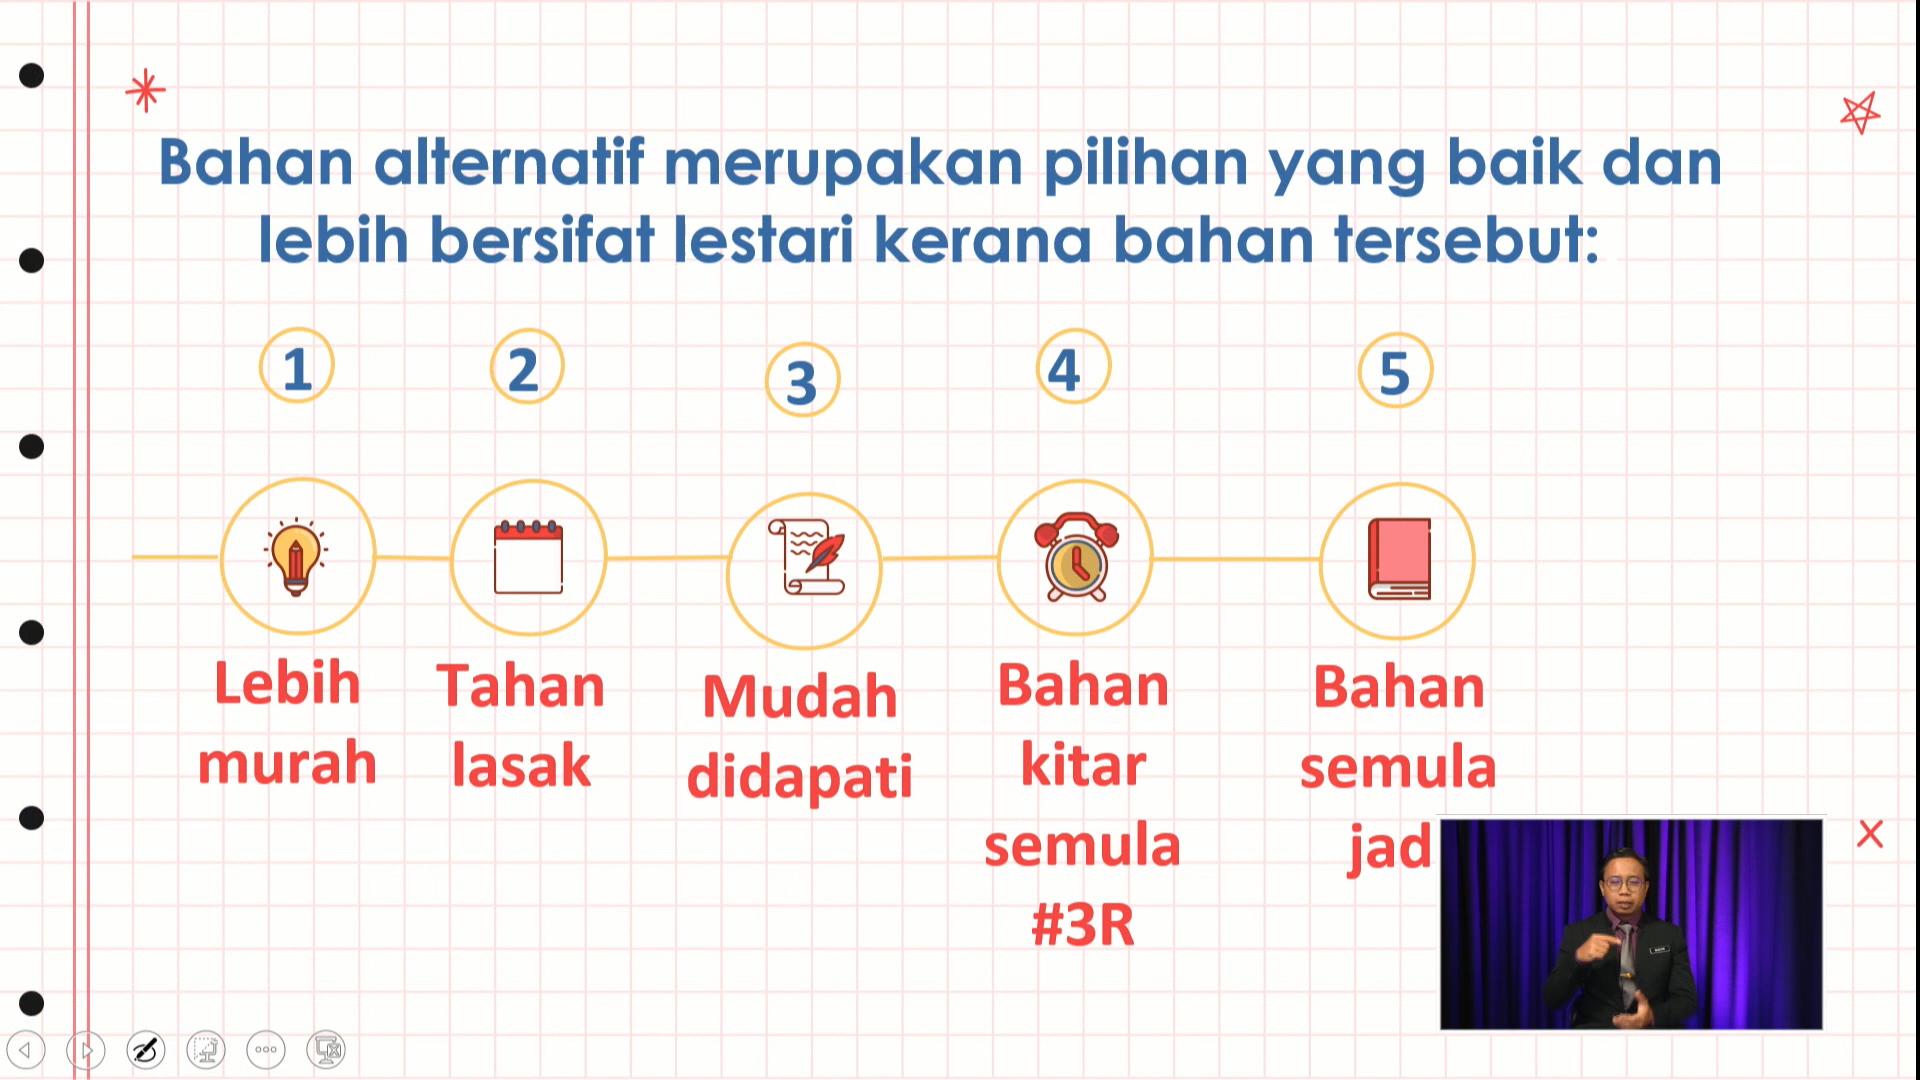 Bahan alternatif merupakan pilihan yang baik dan
lebih bersifat lestari kerana bahan tersebut:
1
2
3
4
5
Lebih
murah
Tahan
lasak
Mudah
didapati
Bahan
kitar
semula
#3R
Bahan
semula
jad